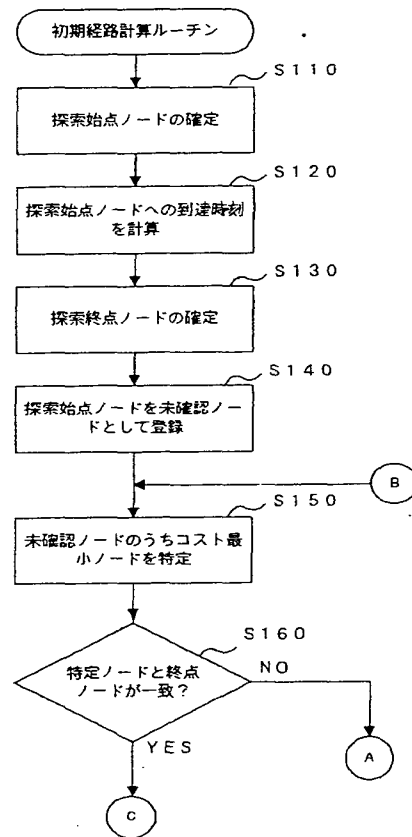 初期経路計算ルーチン
S110
探索始点ノードの確定
S120
探索始点ノードへの到達時刻
を計算
S130
探索終点ノードの確定
S140
探索始点ノードを未確認ノー
ドとして登録
B
S150
未確認ノードのうちコスト最
小ノードを特定
S160
特定ノードと終点
ノードが一致?
NO
YES
A
C